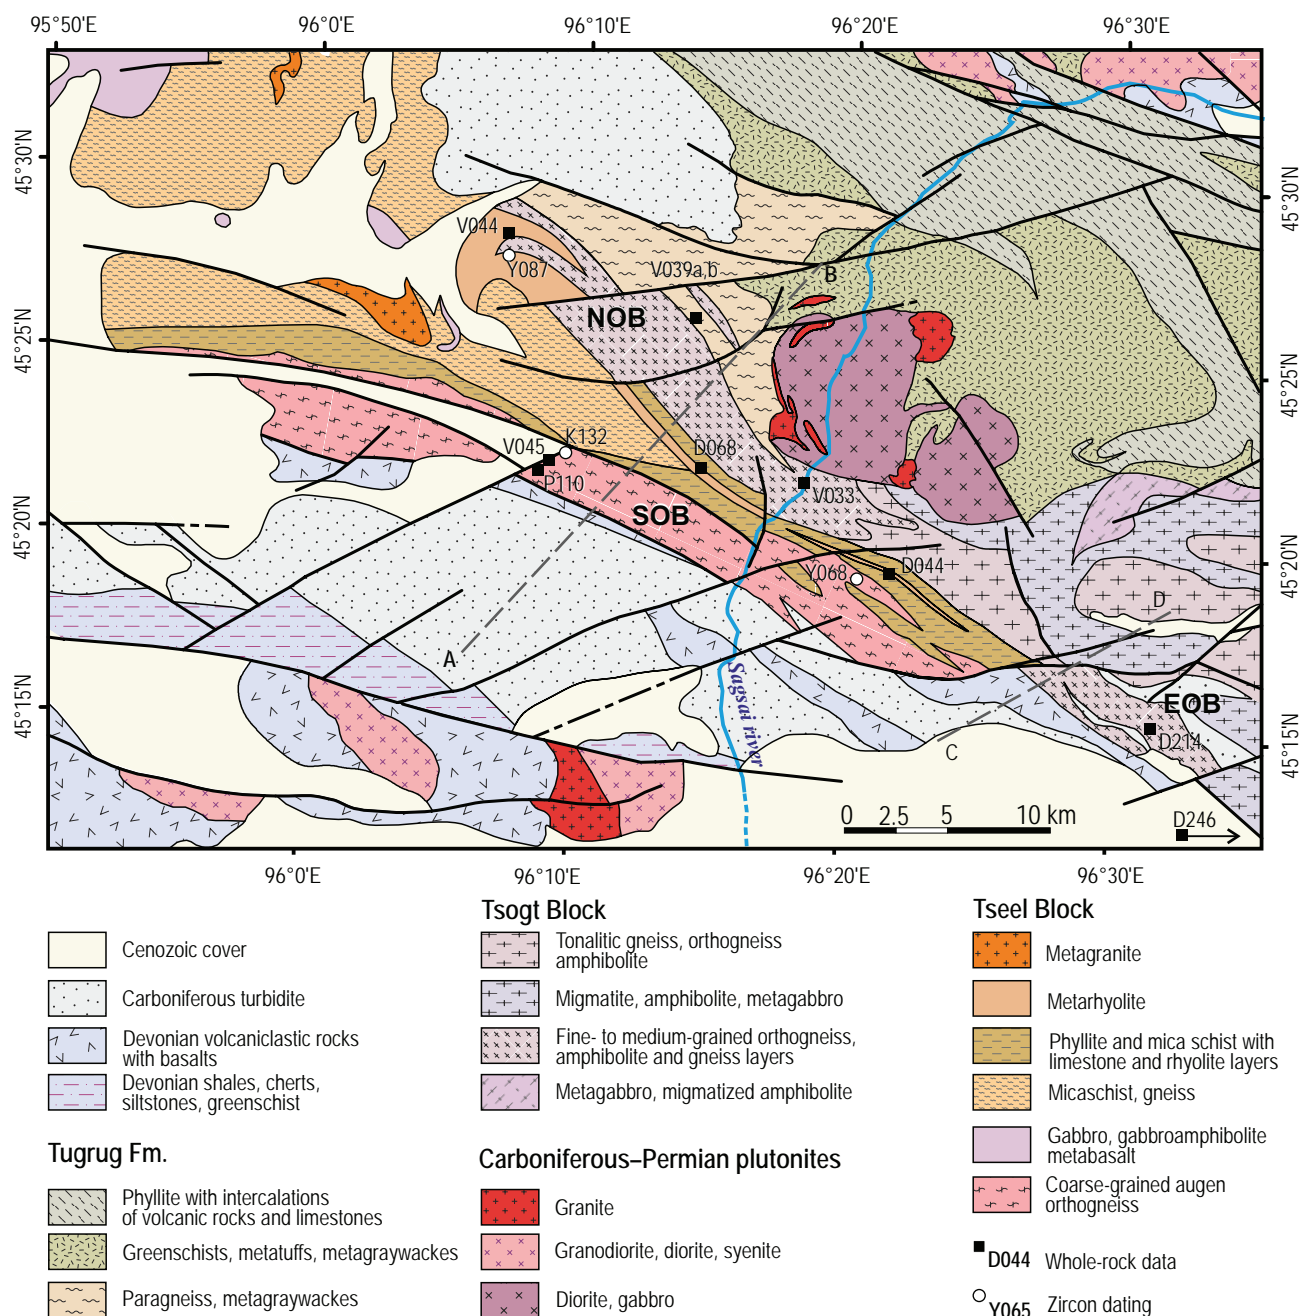 95°50'E 96°0'E 96°10'E 96°20'E 96°30'E
45°30'N
45°25'N
45°20'N
45°15'N
45°30'N
45°25'N
45°20'N
45°15'N
V044
Y087
V039a,b
B
NOB
V045
K132
P110
D068
V033
SOB
Y068
D044
D
A
Sagsai river
EOB
D214
C
0 2.5 5 10 km
D246
96°0'E 96°10'E 96°20'E 96°30'E
Cenozoic cover
Carboniferous turbidite
Devonian volcaniclastic rocks
with basalts
Devonian shales, cherts,
siltstones, greenschist
Tugrug Fm.
Phyllite with intercalations
of volcanic rocks and limestones
Greenschists, metatuffs, metagraywackes
Paragneiss, metagraywackes
Tsogt Block
Tonalitic gneiss, orthogneiss
amphibolite
Migmatite, amphibolite, metagabbro
Fine- to medium-grained orthogneiss,
amphibolite and gneiss layers
Metagabbro, migmatized amphibolite
Carboniferous–Permian plutonites
Granite
Granodiorite, diorite, syenite
Diorite, gabbro
Tseel Block
Metagranite
Metarhyolite
Phyllite and mica schist with
limestone and rhyolite layers
Micaschist, gneiss
Gabbro, gabbroamphibolite
metabasalt
Coarse-grained augen
orthogneiss
D044 Whole-rock data
Y065 Zircon dating